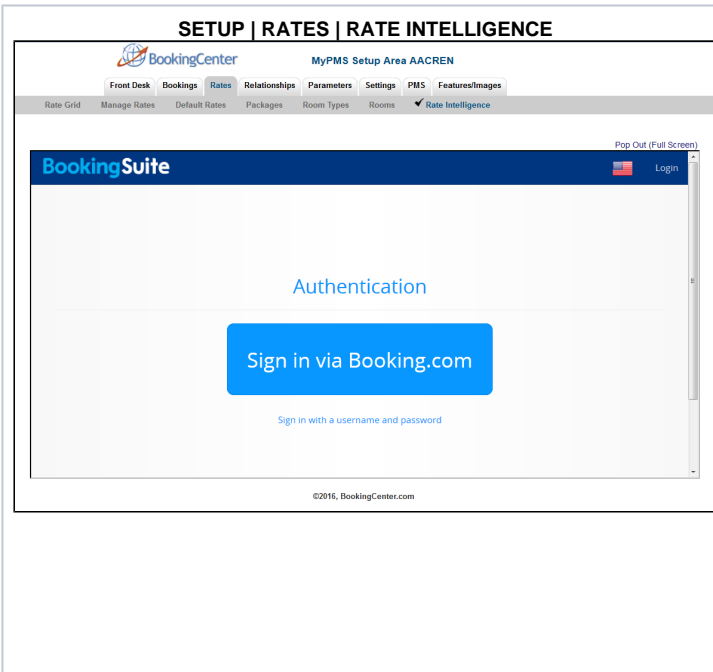 SETUP | RATES | RATE INTELLIGENCE
BookingCenter MyPMS Setup Area AACREN
Front Desk Bookings Rates Relationships Parameters Settings PMS Features/Images
Rate Grid Manage Rates Default Rates Packages Room Types Rooms ✔ Rate Intelligence
Pop Out (Full Screen)
BookingSuite Login
Authentication
Sign in via Booking.com
Sign in with a username and password
©2016, BookingCenter.com